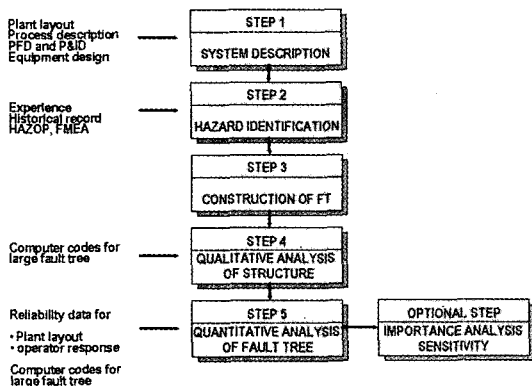 Plant layout
Process description
PFD and P&ID
Equipment design
STEP 1
SYSTEM DESCRIPTION
Experience
Historical record
HAZOP, FMEA
STEP 2
HAZARD IDENTIFICATION
STEP 3
CONSTRUCTION OF FT
Computer codes for
large fault tree
STEP 4
QUALITATIVE ANALYSIS
OF STRUCTURE
Reliability data for
• Plant layout
• operator response
Computer codes for
large fault tree
STEP 5
QUANTITATIVE ANALYSIS
OF FAULT TREE
OPTIONAL STEP
IMPORTANCE ANALYSIS
SENSITIVITY